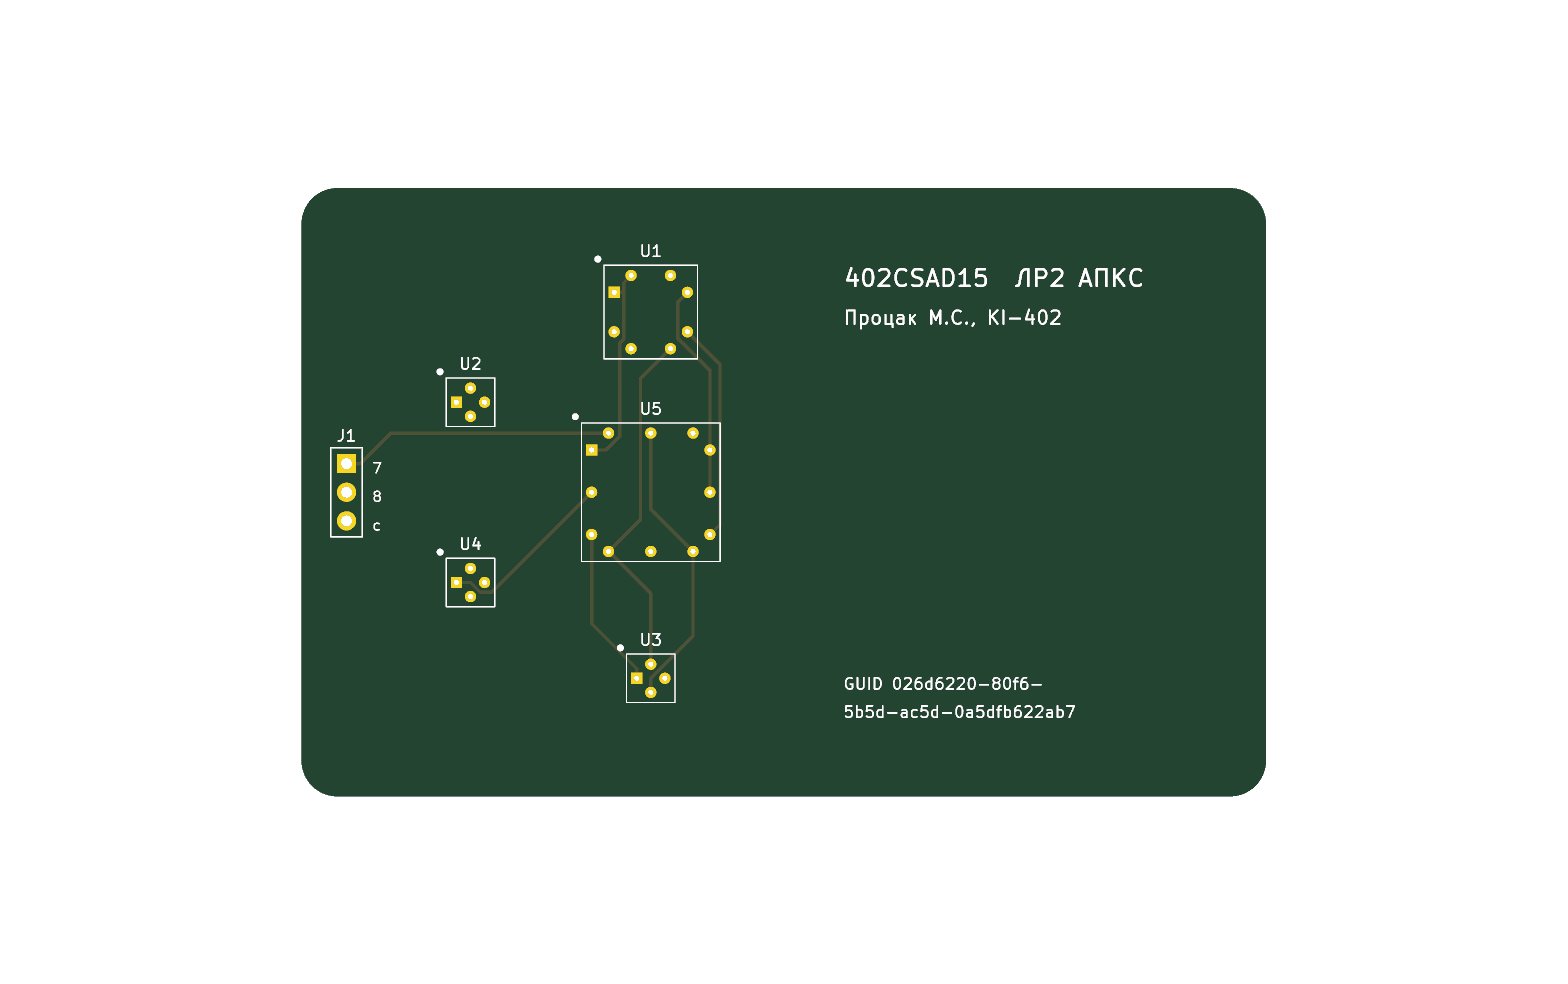 U1
402CSAD15 ЛР2 АПКС
Процак М.С., КІ-402
U2
U5
J1
7
8
c
U4
U3
GUID 026d6220-80f6-
5b5d-ac5d-0a5dfb622ab7